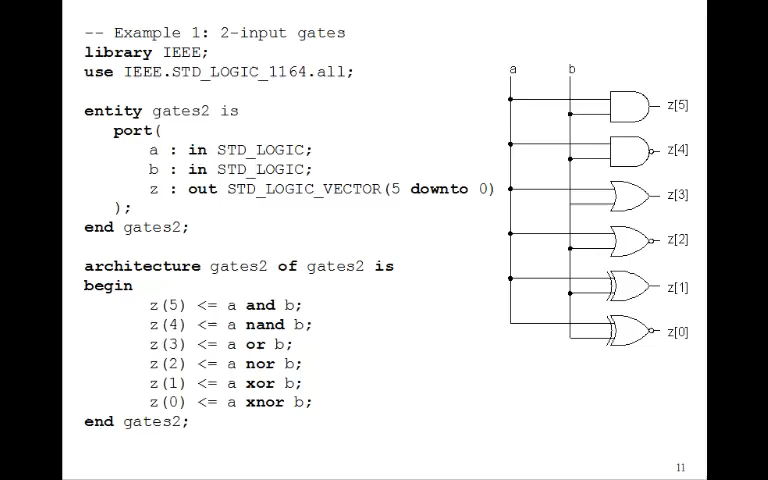 -- Example 1: 2-input gates
library IEEE;
use IEEE.STD_LOGIC_1164.all;
entity gates2 is
port(
a : in STD_LOGIC;
b : in STD_LOGIC;
z : out STD_LOGIC_VECTOR(5 downto 0)
);
end gates2;
architecture gates2 of gates2 is
begin
z(5) <= a and b;
z(4) <= a nand b;
z(3) <= a or b;
z(2) <= a nor b;
z(1) <= a xor b;
z(0) <= a xnor b;
end gates2;
a b
z[5]
z[4]
z[3]
z[2]
z[1]
z[0]
11